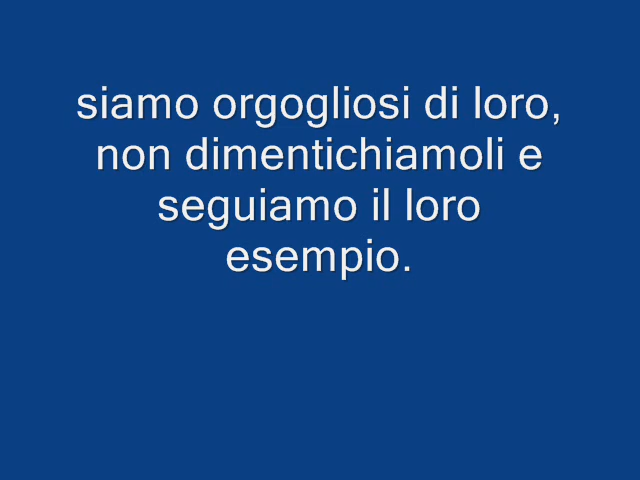 siamo orgogliosi di loro,
non dimentichiamoli e
seguiamo il loro
esempio.